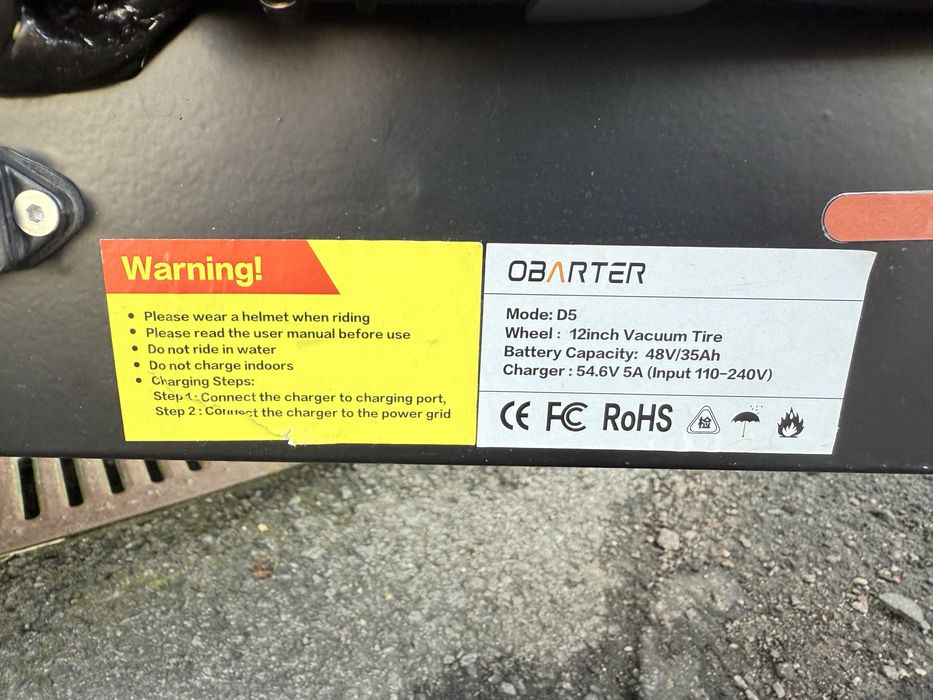 Warning!
• Please wear a helmet when riding
• Please read the user manual before use
• Do not ride in water
• Do not charge indoors
• Charging Steps:
Step 1: Connect the charger to charging port,
Step 2 : Connect the charger to the power grid
OBARTER
Mode: D5
Wheel : 12inch Vacuum Tire
Battery Capacity: 48V/35Ah
Charger : 54.6V 5A (Input 110-240V)
CE FC RoHS